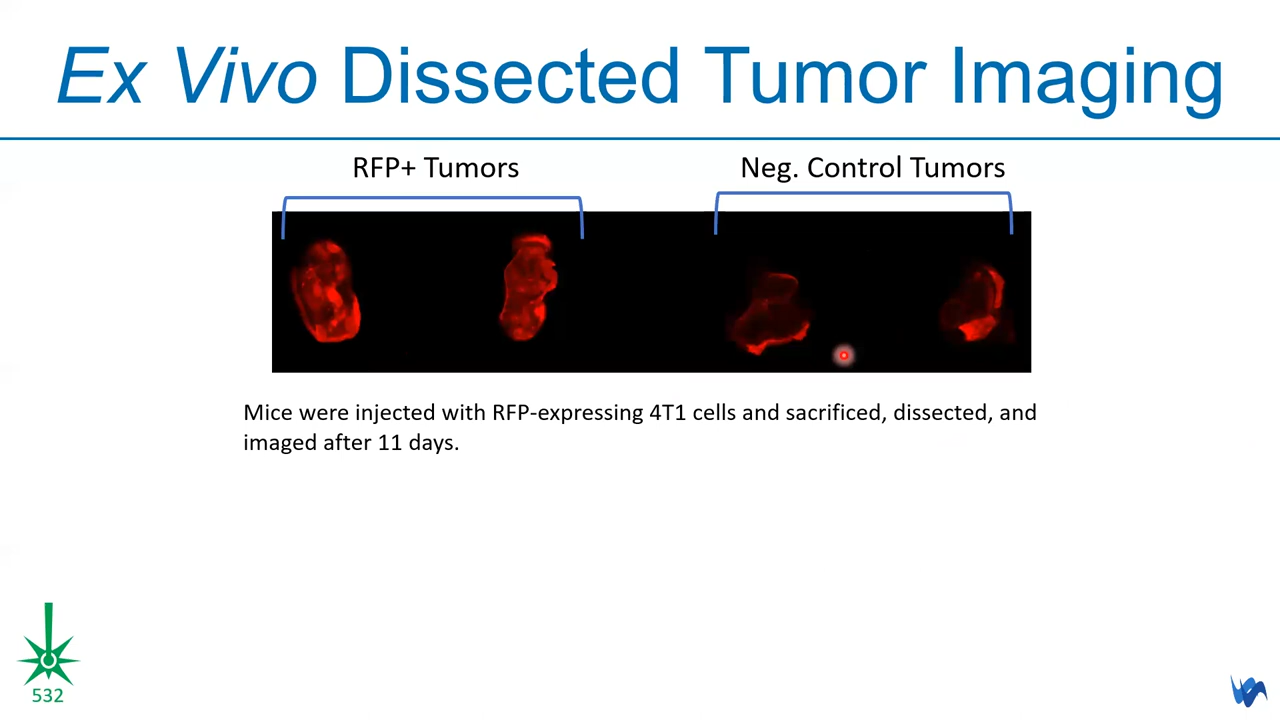 Ex Vivo Dissected Tumor Imaging
RFP+ Tumors
Neg. Control Tumors
Mice were injected with RFP-expressing 4T1 cells and sacrificed, dissected, and
imaged after 11 days.
532